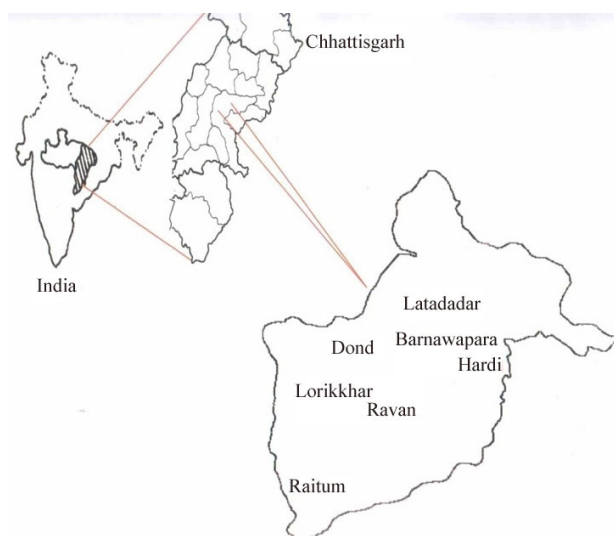 Chhattisgarh
India
Latadadar
Barnawapara
Dond
Hardi
Lorikkhar
Ravan
Raitum